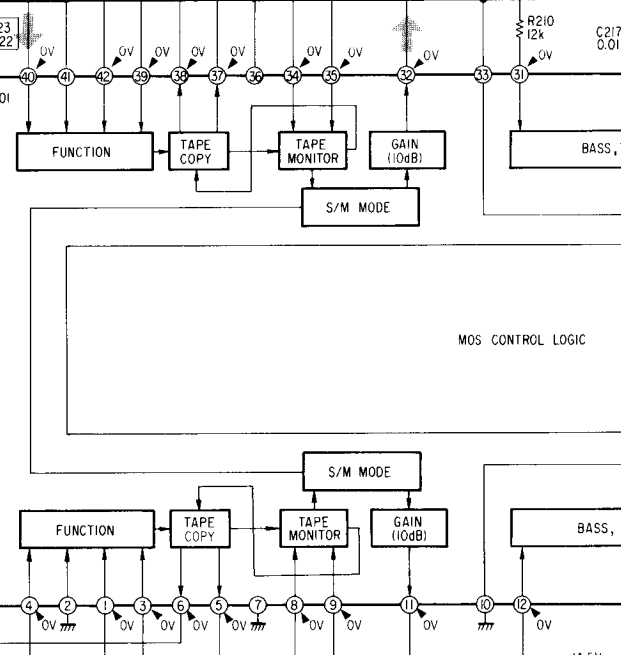 23
22
0V 0V 0V 0V 0V 0V 0V 0V 0V
R210
12k
C217
0.01
40 41 42 39 38 37 36 34 35 32 33 31
01
FUNCTION
TAPE
COPY
TAPE
MONITOR
GAIN
(10dB)
BASS,
S/M MODE
MOS CONTROL LOGIC
S/M MODE
FUNCTION
TAPE
COPY
TAPE
MONITOR
GAIN
(10dB)
BASS,
4 2 1 3 6 5 7 8 9 11 10 12
0V 0V 0V 0V 0V 0V 0V 0V 0V